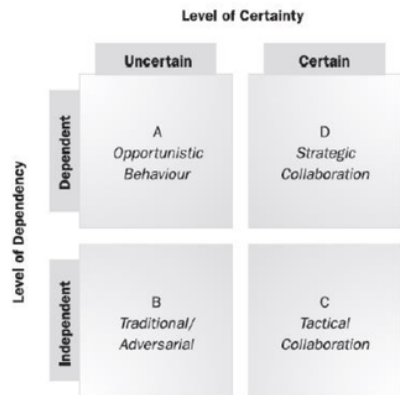 Level of Certainty
Uncertain
Certain
Level of Dependency
Dependent
A
Opportunistic
Behaviour
D
Strategic
Collaboration
Independent
B
Traditional/
Adversarial
C
Tactical
Collaboration